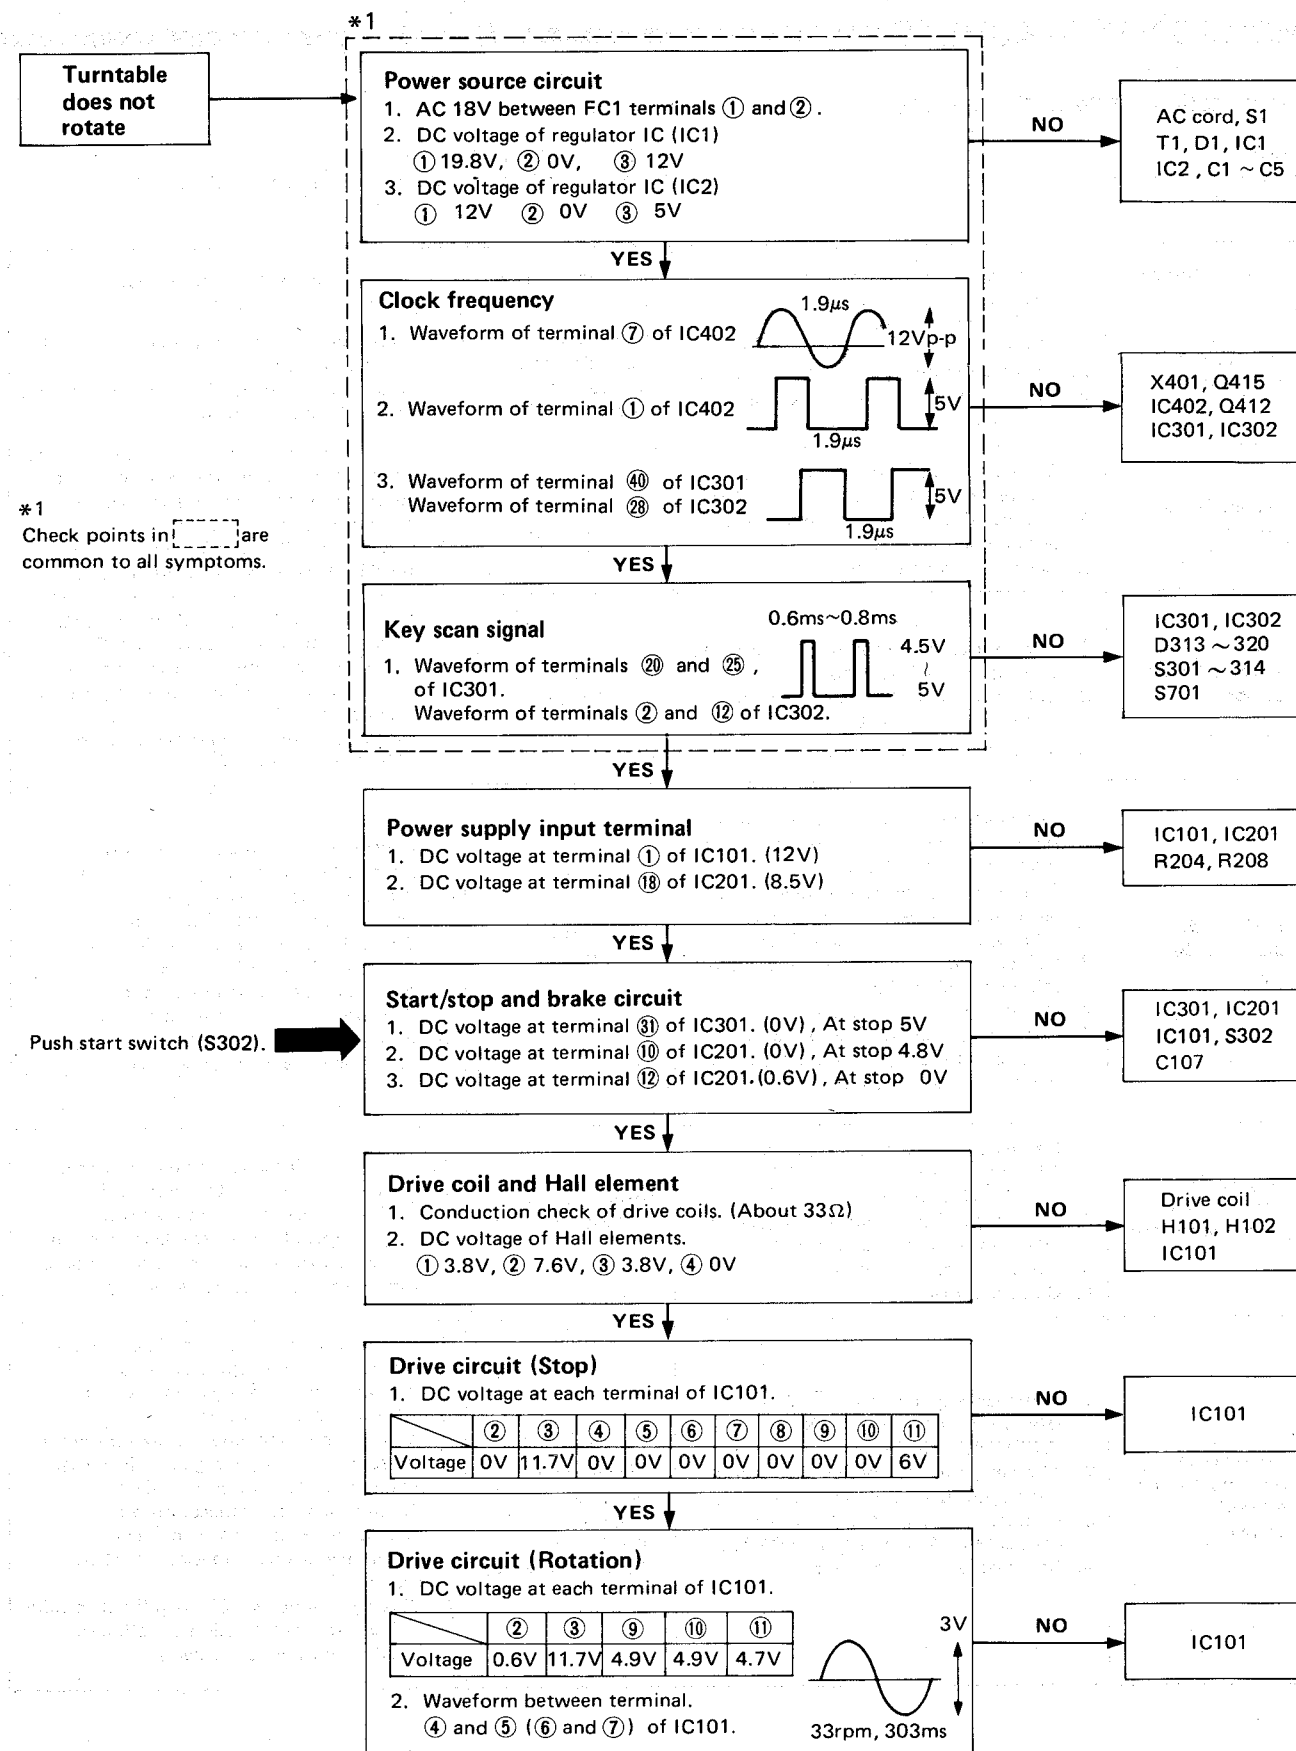 *1
Turntable
does not
rotate
Power source circuit
1. AC 18V between FC1 terminals ① and ②.
2. DC voltage of regulator IC (IC1)
① 19.8V, ② 0V, ③ 12V
3. DC voltage of regulator IC (IC2)
① 12V ② 0V ③ 5V
NO
AC cord, S1
T1, D1, IC1
IC2, C1 ~ C5
YES
Clock frequency
1. Waveform of terminal ⑦ of IC402
1.9μs
12Vp-p
2. Waveform of terminal ① of IC402
5V
1.9μs
3. Waveform of terminal ㊵ of IC301
Waveform of terminal ㉘ of IC302
5V
1.9μs
NO
X401, Q415
IC402, Q412
IC301, IC302
*1
Check points in are
common to all symptoms.
YES
Key scan signal
1. Waveform of terminals ⑳ and ㉕,
of IC301.
Waveform of terminals ② and ⑫ of IC302.
0.6ms~0.8ms
4.5V
~
5V
NO
IC301, IC302
D313 ~ 320
S301 ~ 314
S701
YES
Power supply input terminal
1. DC voltage at terminal ① of IC101. (12V)
2. DC voltage at terminal ⑱ of IC201. (8.5V)
NO
IC101, IC201
R204, R208
YES
Push start switch (S302).
Start/stop and brake circuit
1. DC voltage at terminal ㉛ of IC301. (0V), At stop 5V
2. DC voltage at terminal ⑩ of IC201. (0V), At stop 4.8V
3. DC voltage at terminal ⑫ of IC201. (0.6V), At stop 0V
NO
IC301, IC201
IC101, S302
C107
YES
Drive coil and Hall element
1. Conduction check of drive coils. (About 33Ω)
2. DC voltage of Hall elements.
① 3.8V, ② 7.6V, ③ 3.8V, ④ 0V
NO
Drive coil
H101, H102
IC101
YES
Drive circuit (Stop)
1. DC voltage at each terminal of IC101.
② ③ ④ ⑤ ⑥ ⑦ ⑧ ⑨ ⑩ ⑪
Voltage 0V 11.7V 0V 0V 0V 0V 0V 0V 0V 6V
NO
IC101
YES
Drive circuit (Rotation)
1. DC voltage at each terminal of IC101.
② ③ ⑨ ⑩ ⑪
Voltage 0.6V 11.7V 4.9V 4.9V 4.7V
2. Waveform between terminal.
④ and ⑤ (⑥ and ⑦) of IC101.
3V
33rpm, 303ms
NO
IC101